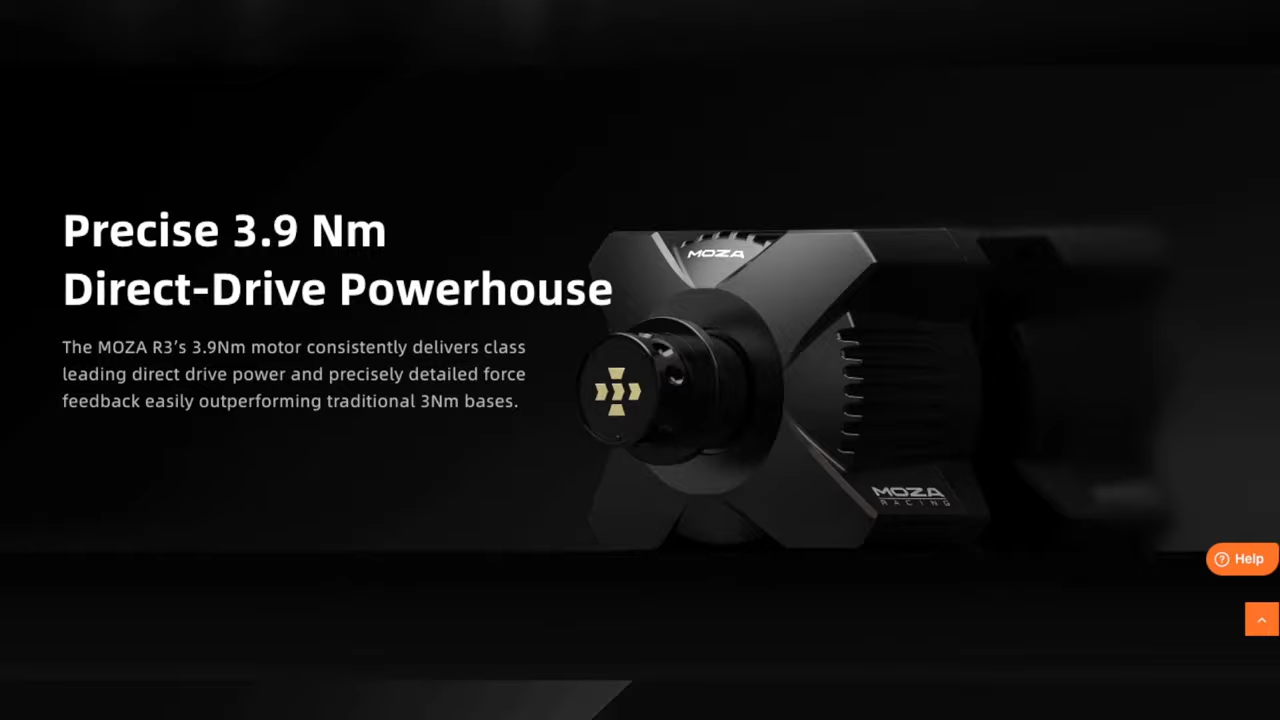 Precise 3.9 Nm
Direct-Drive Powerhouse
The MOZA R3’s 3.9Nm motor consistently delivers class
leading direct drive power and precisely detailed force
feedback easily outperforming traditional 3Nm bases.
MOZA
MOZA
RACING
Help